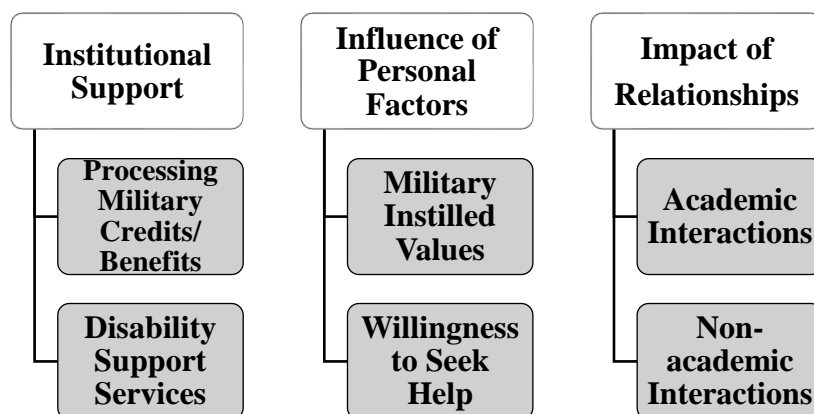 Institutional
Support
Processing
Military
Credits/
Benefits
Disability
Support
Services
Influence of
Personal
Factors
Military
Instilled
Values
Willingness
to Seek
Help
Impact of
Relationships
Academic
Interactions
Non-
academic
Interactions